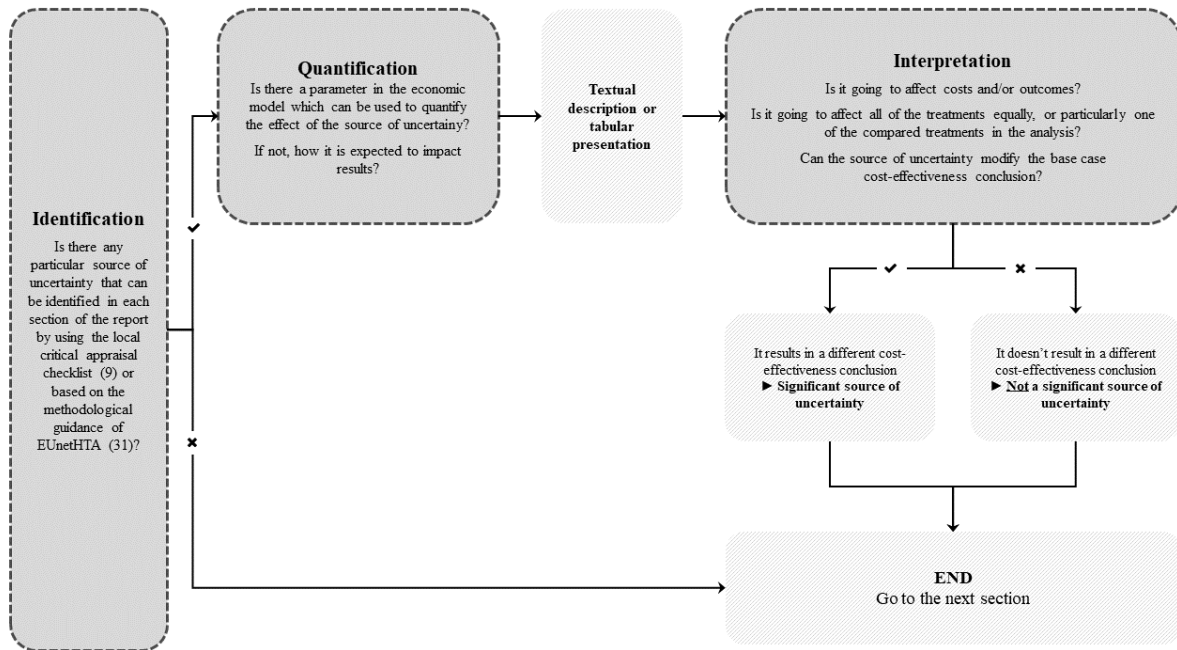 Identification
Is there any
particular source of
uncertainty that can
be identified in each
section of the report
by using the local
critical appraisal
checklist (9) or
based on the
methodological
guidance of
EUnetHTA (31)?
✔
✖
Quantification
Is there a parameter in the economic
model which can be used to quantify
the effect of the source of uncertainy?
If not, how it is expected to impact
results?
Textual
description or
tabular
presentation
Interpretation
Is it going to affect costs and/or outcomes?
Is it going to affect all of the treatments equally, or particularly one
of the compared treatments in the analysis?
Can the source of uncertainty modify the base case
cost-effectiveness conclusion?
✔
✖
It results in a different cost-
effectiveness conclusion
► Significant source of
uncertainty
It doesn’t result in a different
cost-effectiveness conclusion
► Not a significant source of
uncertainty
END
Go to the next section